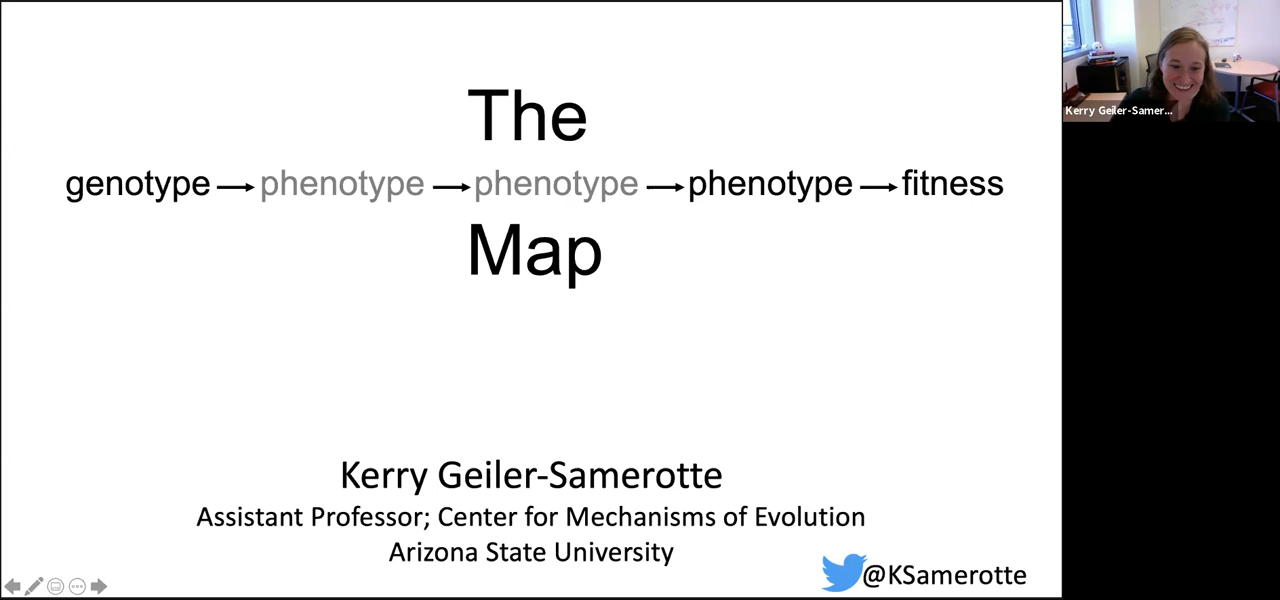 The
genotype → phenotype → phenotype → phenotype → fitness
Map
Kerry Geiler-Samerotte
Assistant Professor; Center for Mechanisms of Evolution
Arizona State University
@KSamerotte
Kerry Geiler-Samer...